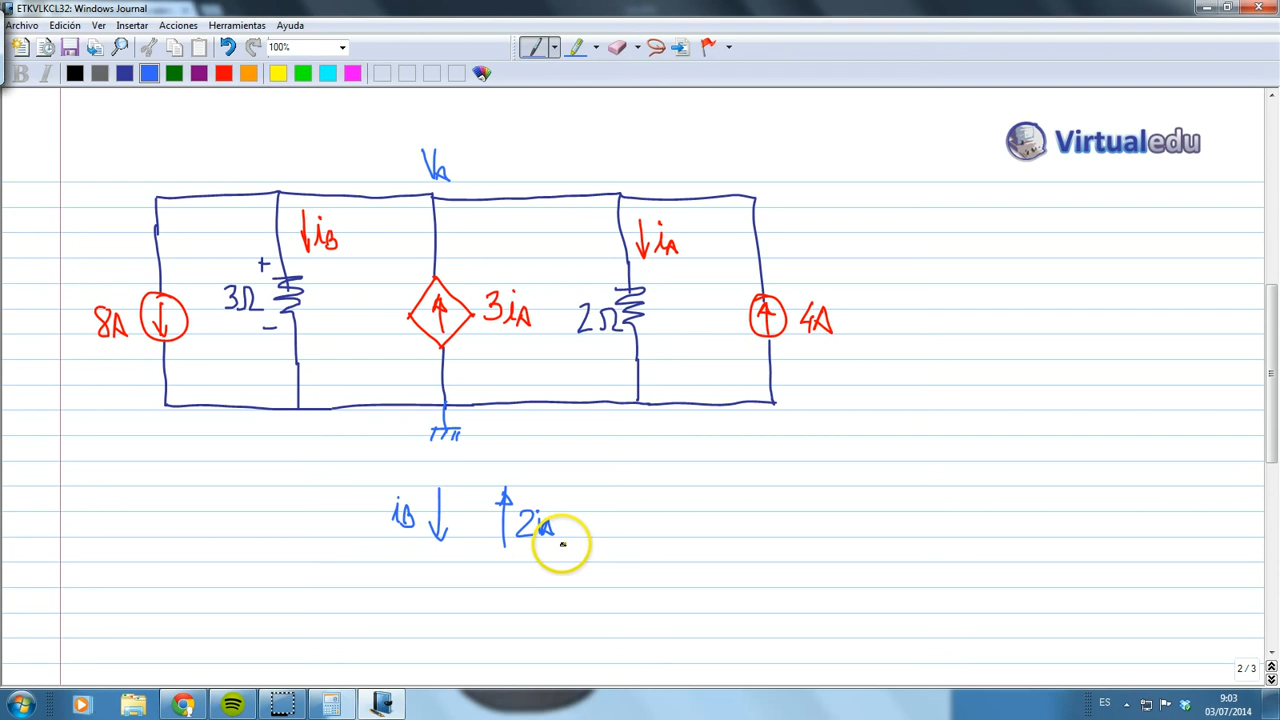 ETKVLKCL32: Windows Journal
Archivo Edición Ver Insertar Acciones Herramientas Ayuda
100%
B I
Virtualedu
VA
iB
iA
+
3Ω
8A
3iA
2Ω
4A
−
iB
2iA
2 / 3
ES
9:03
03/07/2014